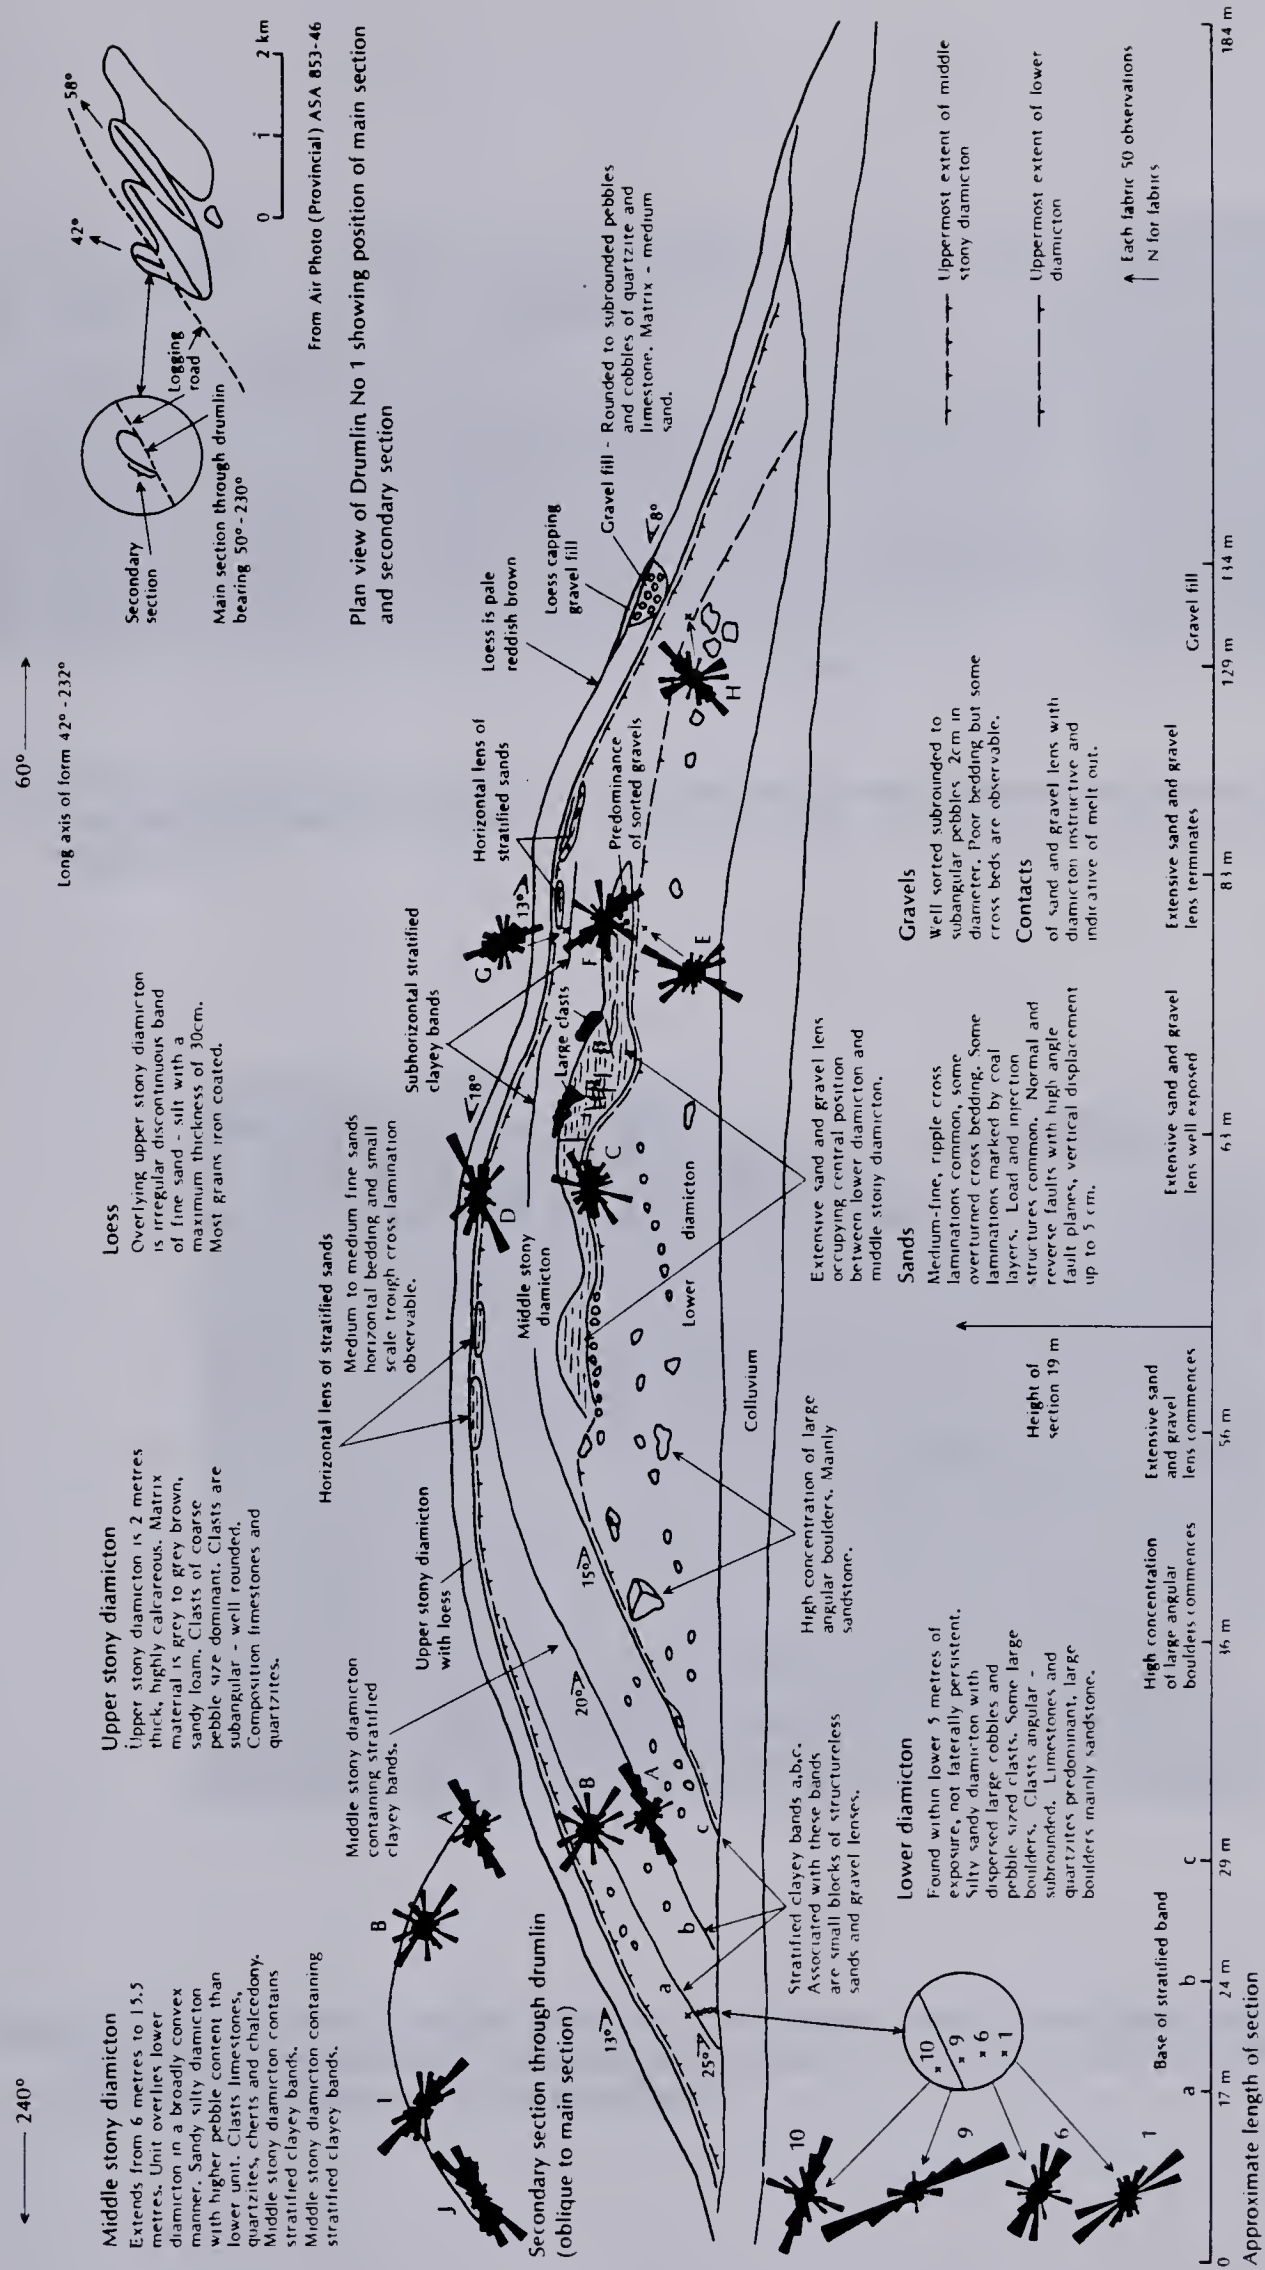 240°
60°
Long axis of form 42° - 232°
Middle stony diamicton
Extends from 6 metres to 15.5
metres. Unit overlies lower
diamicton in a broadly convex
manner. Sandy silty diamicton
with higher pebble content than
lower unit. Clasts limestones,
quartzites, cherts and chalcedony.
Middle stony diamicton contains
stratified clayey bands.
Middle stony diamicton containing
stratified clayey bands.
Upper stony diamicton
Upper stony diamicton is 2 metres
thick, highly calcareous. Matrix
material is grey to grey brown,
sandy loam. Clasts of coarse
pebble size dominant. Clasts are
subangular - well rounded.
Composition limestones and
quartzites.
Loess
Overlying upper stony diamicton
is irregular discontinuous band
of fine sand - silt with a
maximum thickness of 30cm.
Most grains iron coated.
Secondary
section
Logging
road
Main section through drumlin
bearing 50° - 230°
42°
58°
0
1
2 km
From Air Photo (Provincial) ASA 853-46
Plan view of Drumlin No 1 showing position of main section
and secondary section
J
I
B
A
Secondary section through drumlin
(oblique to main section)
Middle stony diamicton
containing stratified
clayey bands.
Upper stony diamicton
with loess
Horizontal lens of stratified sands
Medium to medium fine sands
horizontal bedding and small
scale trough cross lamination
observable.
Subhorizontal stratified
clayey bands
Horizontal lens of
stratified sands
Loess is pale
reddish brown
Loess capping
gravel fill
Gravel fill - Rounded to subrounded pebbles
and cobbles of quartzite and
limestone. Matrix - medium
sand.
13°
25°
20°
15°
18°
13°
8°
a
b
c
A
B
C
D
E
F
G
H
Middle stony
diamicton
Large clasts
Predominance
of sorted gravels
Lower
diamicton
Colluvium
Stratified clayey bands a,b,c.
Associated with these bands
are small blocks of structureless
sands and gravel lenses.
High concentration of large
angular boulders. Mainly
sandstone.
Extensive sand and gravel lens
occupying central position
between lower diamicton and
middle stony diamicton.
10
9
6
1
10
9
6
1
Lower diamicton
Found within lower 5 metres of
exposure, not laterally persistent.
Silty sandy diamicton with
dispersed large cobbles and
pebble sized clasts. Some large
boulders. Clasts angular -
subrounded. Limestones and
quartzites predominant, large
boulders mainly sandstone.
Height of
section 19 m
Sands
Medium-fine, ripple cross
laminations common, some
overturned cross bedding. Some
laminations marked by coal
layers. Load and injection
structures common. Normal and
reverse faults with high angle
fault planes, vertical displacement
up to 5 cm.
Gravels
Well sorted subrounded to
subangular pebbles 2cm in
diameter. Poor bedding but some
cross beds are observable.
Contacts
of sand and gravel lens with
diamicton instructive and
indicative of melt out.
Uppermost extent of middle
stony diamicton
Uppermost extent of lower
diamicton
Each fabric 50 observations
N for fabrics
Base of stratified band
a
b
c
High concentration
of large angular
boulders commences
Extensive sand
and gravel
lens commences
Extensive sand and gravel
lens well exposed
Extensive sand and gravel
lens terminates
Gravel fill
0
17 m
24 m
29 m
36 m
56 m
63 m
83 m
129 m
134 m
184 m
Approximate length of section